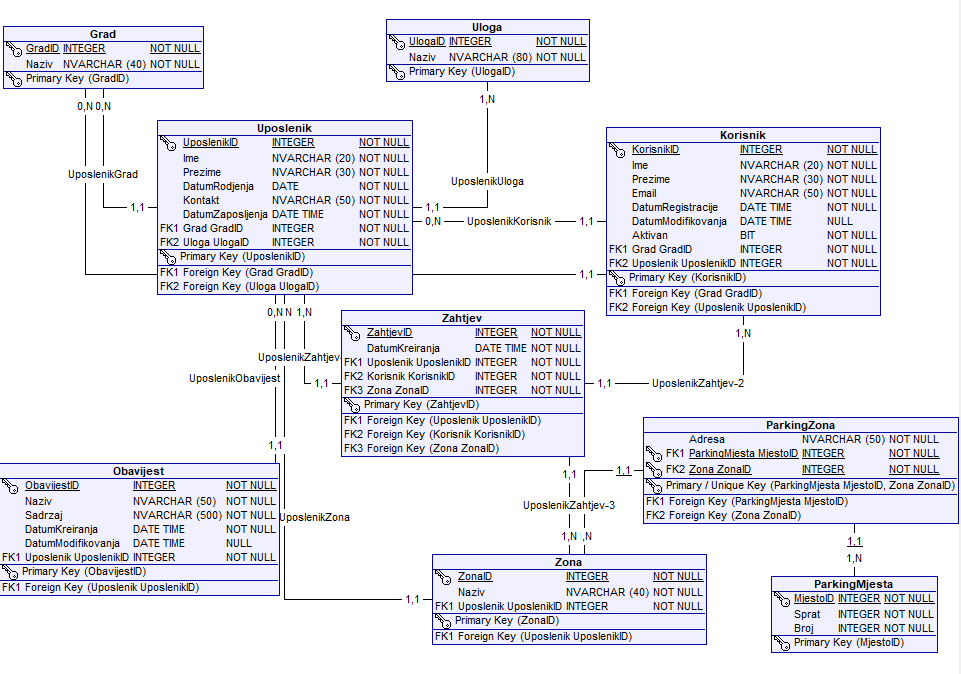 Grad
GradID INTEGER NOT NULL
Naziv NVARCHAR (40) NOT NULL
Primary Key (GradID)
Uloga
UlogaID INTEGER NOT NULL
Naziv NVARCHAR (80) NOT NULL
Primary Key (UlogaID)
0,N 0,N
1,N
UposlenikGrad
1,1
UposlenikUloga
1,1
0,N UposlenikKorisnik 1,1
1,1
Uposlenik
UposlenikID INTEGER NOT NULL
Ime NVARCHAR (20) NOT NULL
Prezime NVARCHAR (30) NOT NULL
DatumRodjenja DATE NOT NULL
Kontakt NVARCHAR (50) NOT NULL
DatumZaposljenja DATE TIME NOT NULL
FK1 Grad GradID INTEGER NOT NULL
FK2 Uloga UlogaID INTEGER NOT NULL
Primary Key (UposlenikID)
FK1 Foreign Key (Grad GradID)
FK2 Foreign Key (Uloga UlogaID)
Korisnik
KorisnikID INTEGER NOT NULL
Ime NVARCHAR (20) NOT NULL
Prezime NVARCHAR (30) NOT NULL
Email NVARCHAR (50) NOT NULL
DatumRegistracije DATE TIME NOT NULL
DatumModifikovanja DATE TIME NULL
Aktivan BIT NOT NULL
FK1 Grad GradID INTEGER NOT NULL
FK2 Uposlenik UposlenikID INTEGER NOT NULL
Primary Key (KorisnikID)
FK1 Foreign Key (Grad GradID)
FK2 Foreign Key (Uposlenik UposlenikID)
0,N N 1,N
1,N
UposlenikZahtjev
UposlenikObavijest
1,1
1,1 UposlenikZahtjev-2
Zahtjev
ZahtjevID INTEGER NOT NULL
DatumKreiranja DATE TIME NOT NULL
FK1 Uposlenik UposlenikID INTEGER NOT NULL
FK2 Korisnik KorisnikID INTEGER NOT NULL
FK3 Zona ZonaID INTEGER NOT NULL
Primary Key (ZahtjevID)
FK1 Foreign Key (Uposlenik UposlenikID)
FK2 Foreign Key (Korisnik KorisnikID)
FK3 Foreign Key (Zona ZonaID)
ParkingZona
Adresa NVARCHAR (50) NOT NULL
FK1 ParkingMjesta MjestoID INTEGER NOT NULL
FK2 Zona ZonaID INTEGER NOT NULL
Primary / Unique Key (ParkingMjesta MjestoID, Zona ZonaID)
FK1 Foreign Key (ParkingMjesta MjestoID)
FK2 Foreign Key (Zona ZonaID)
1,1
1,1
1,1
Obavijest
ObavijestID INTEGER NOT NULL
Naziv NVARCHAR (50) NOT NULL
Sadrzaj NVARCHAR (500) NOT NULL
DatumKreiranja DATE TIME NOT NULL
DatumModifikovanja DATE TIME NULL
FK1 Uposlenik UposlenikID INTEGER NOT NULL
Primary Key (ObavijestID)
FK1 Foreign Key (Uposlenik UposlenikID)
UposlenikZahtjev-3
UposlenikZona
1,N ,N
1,1
1,N
1,1
Zona
ZonaID INTEGER NOT NULL
Naziv NVARCHAR (40) NOT NULL
FK1 Uposlenik UposlenikID INTEGER NOT NULL
Primary Key (ZonaID)
FK1 Foreign Key (Uposlenik UposlenikID)
ParkingMjesta
MjestoID INTEGER NOT NULL
Sprat INTEGER NOT NULL
Broj INTEGER NOT NULL
Primary Key (MjestoID)